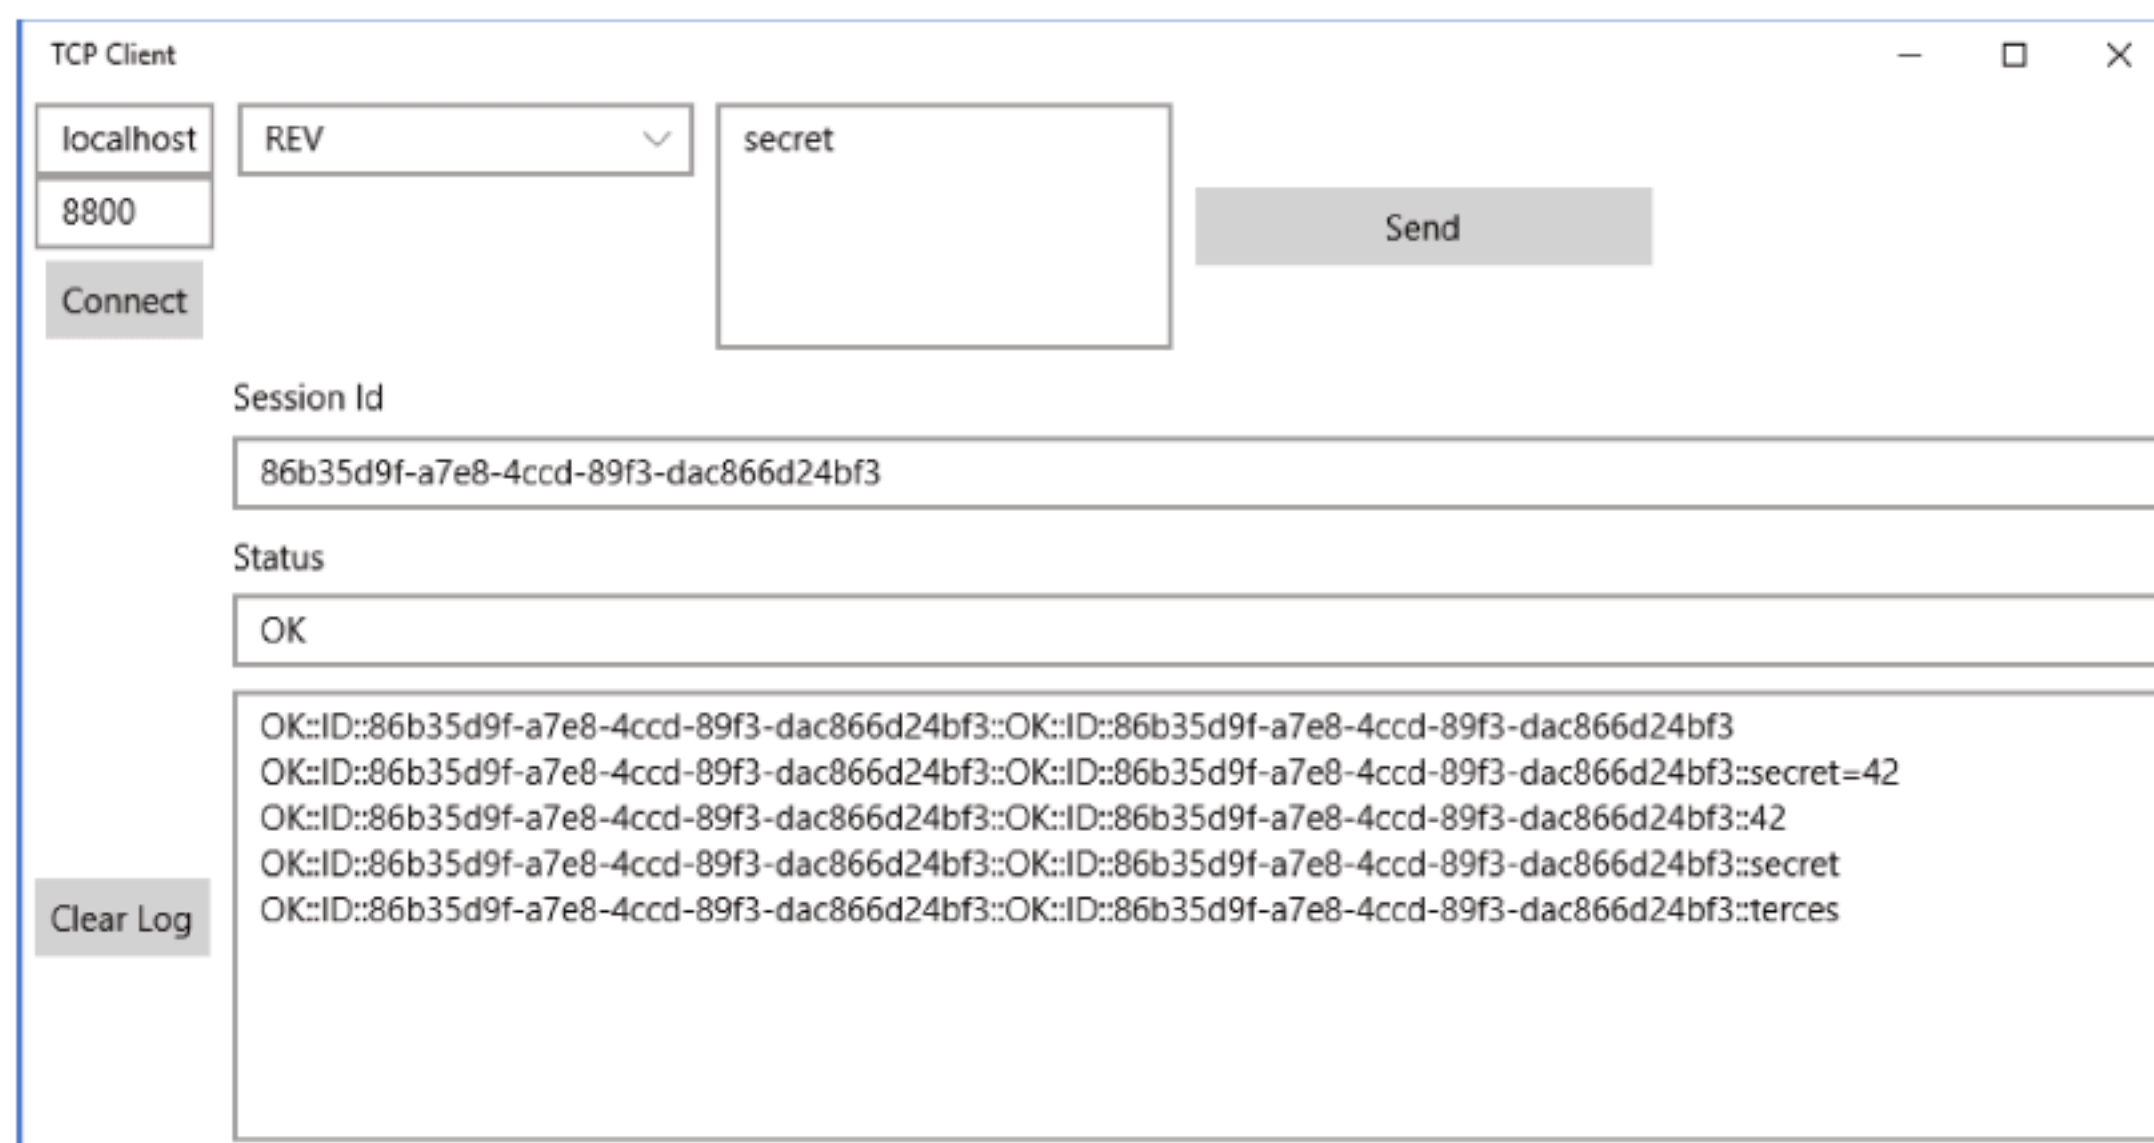 TCP Client
localhost
REV
secret
8800
Send
Connect
Session Id
86b35d9f-a7e8-4ccd-89f3-dac866d24bf3
Status
OK
OK::ID::86b35d9f-a7e8-4ccd-89f3-dac866d24bf3::OK::ID::86b35d9f-a7e8-4ccd-89f3-dac866d24bf3
OK::ID::86b35d9f-a7e8-4ccd-89f3-dac866d24bf3::OK::ID::86b35d9f-a7e8-4ccd-89f3-dac866d24bf3::secret=42
OK::ID::86b35d9f-a7e8-4ccd-89f3-dac866d24bf3::OK::ID::86b35d9f-a7e8-4ccd-89f3-dac866d24bf3::42
OK::ID::86b35d9f-a7e8-4ccd-89f3-dac866d24bf3::OK::ID::86b35d9f-a7e8-4ccd-89f3-dac866d24bf3::secret
OK::ID::86b35d9f-a7e8-4ccd-89f3-dac866d24bf3::OK::ID::86b35d9f-a7e8-4ccd-89f3-dac866d24bf3::terces
Clear Log